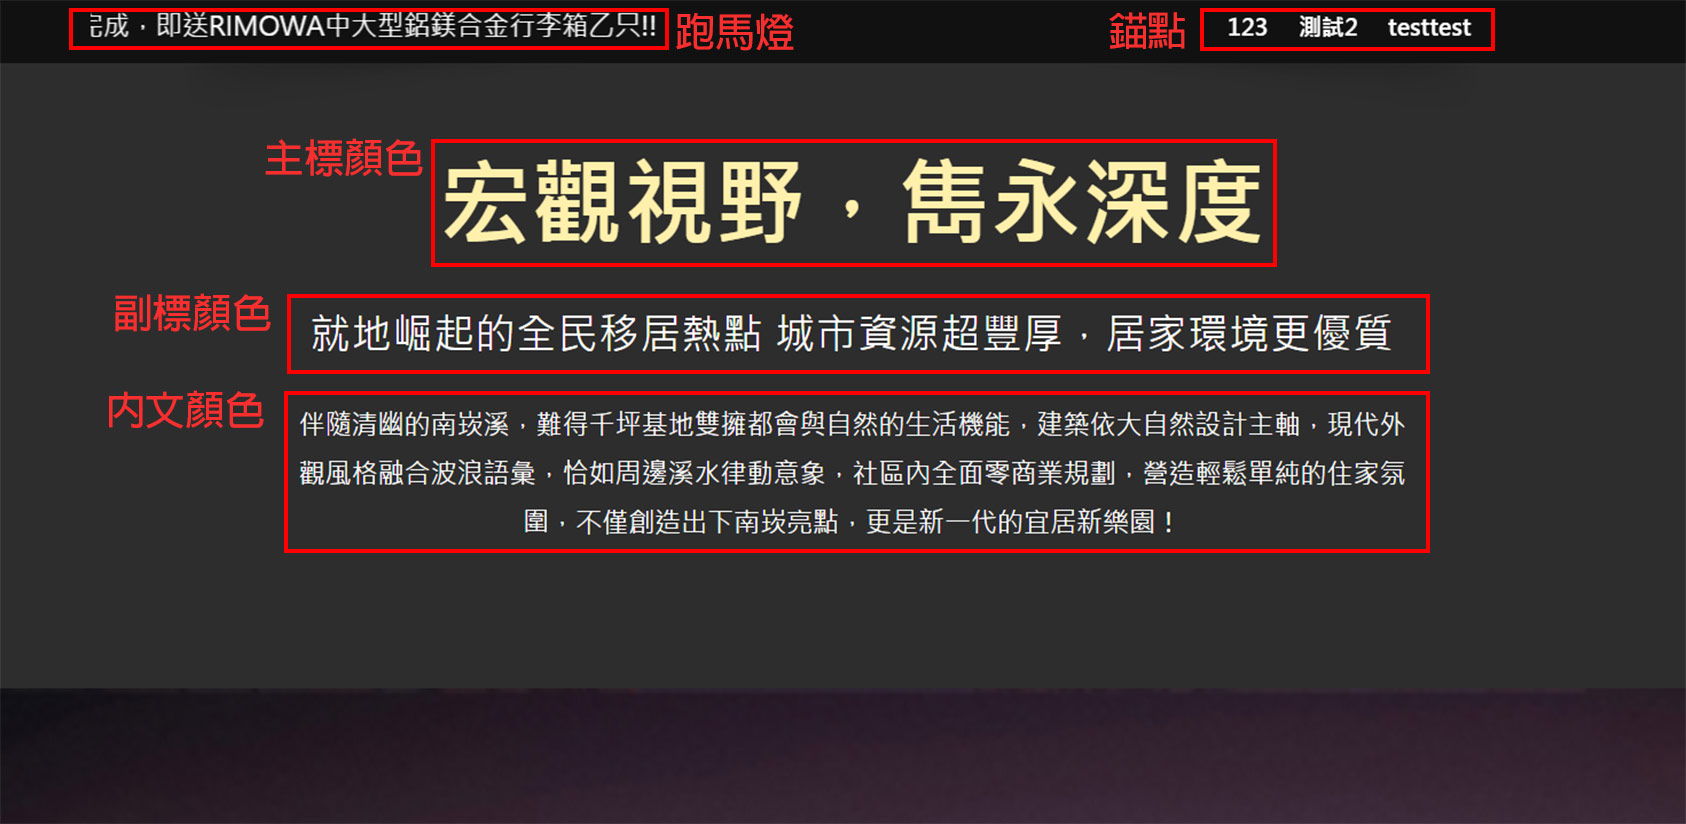 完成，即送RIMOWA中大型鋁鎂合金行李箱乙只!! 跑馬燈 錨點 123 測試2 testtest
主標顏色 宏觀視野，雋永深度
副標顏色 就地崛起的全民移居熱點 城市資源超豐厚，居家環境更優質
內文顏色 伴隨清幽的南崁溪，難得千坪基地雙擁都會與自然的生活機能，建築依大自然設計主軸，現代外
觀風格融合波浪語彙，恰如周邊溪水律動意象，社區內全面零商業規劃，營造輕鬆單純的住家氛
圍，不僅創造出下南崁亮點，更是新一代的宜居新樂園！